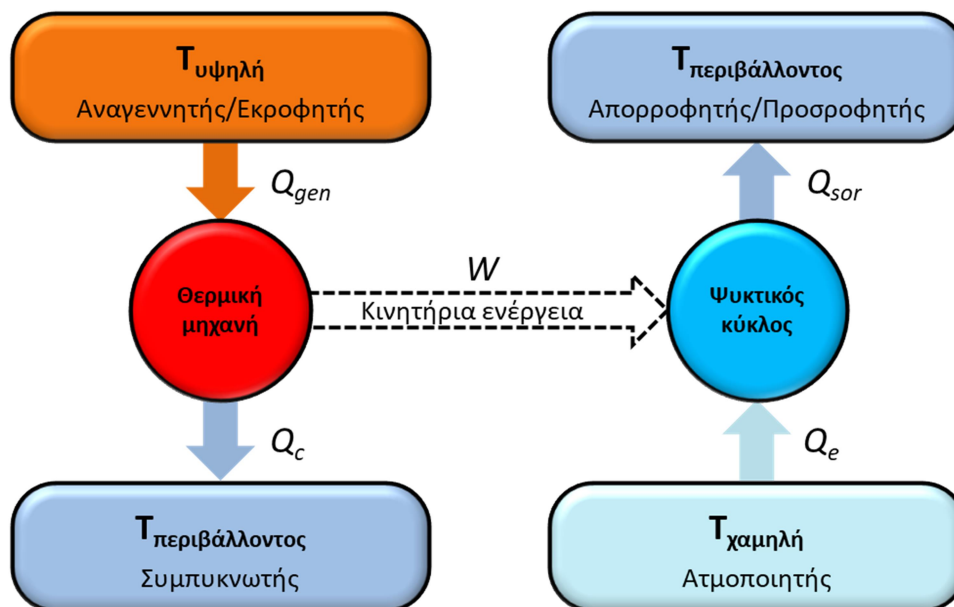 Tυψηλή
Αναγεννητής/Εκροφητής
Tπεριβάλλοντος
Απορροφητής/Προσροφητής
Qgen
Qsor
Θερμική
μηχανή
W
Κινητήρια ενέργεια
Ψυκτικός
κύκλος
Qc
Qe
Tπεριβάλλοντος
Συμπυκνωτής
Tχαμηλή
Ατμοποιητής